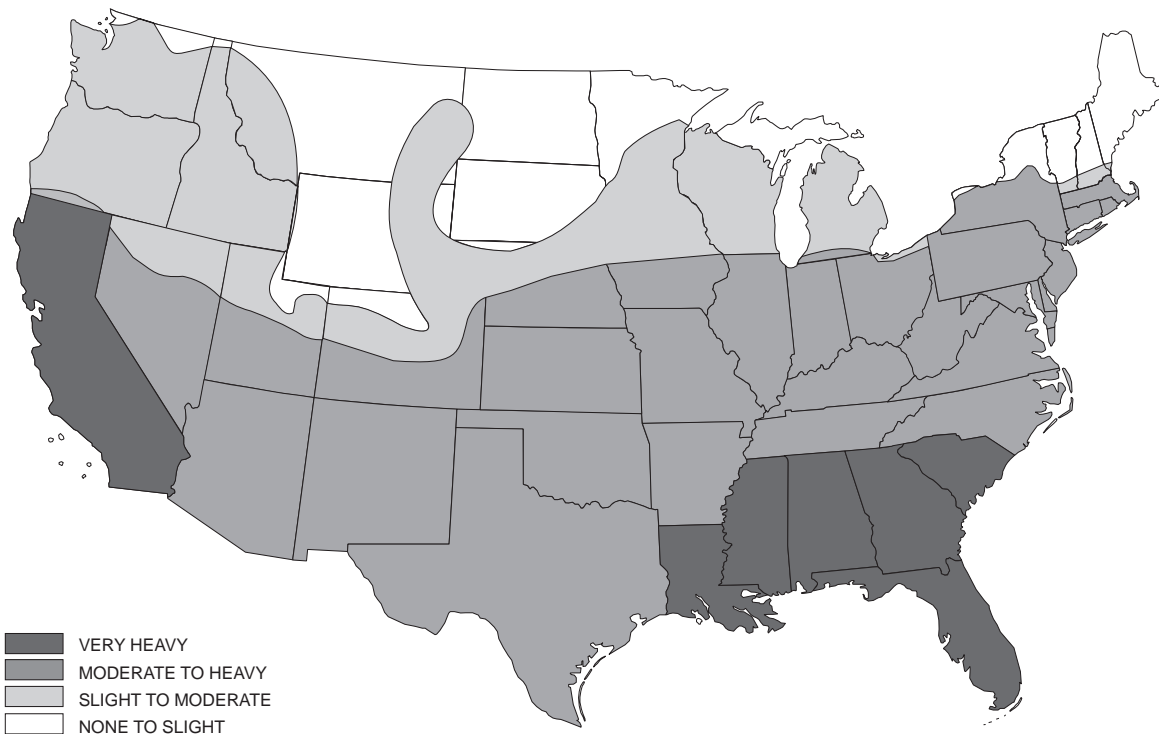 VERY HEAVY
MODERATE TO HEAVY
SLIGHT TO MODERATE
NONE TO SLIGHT